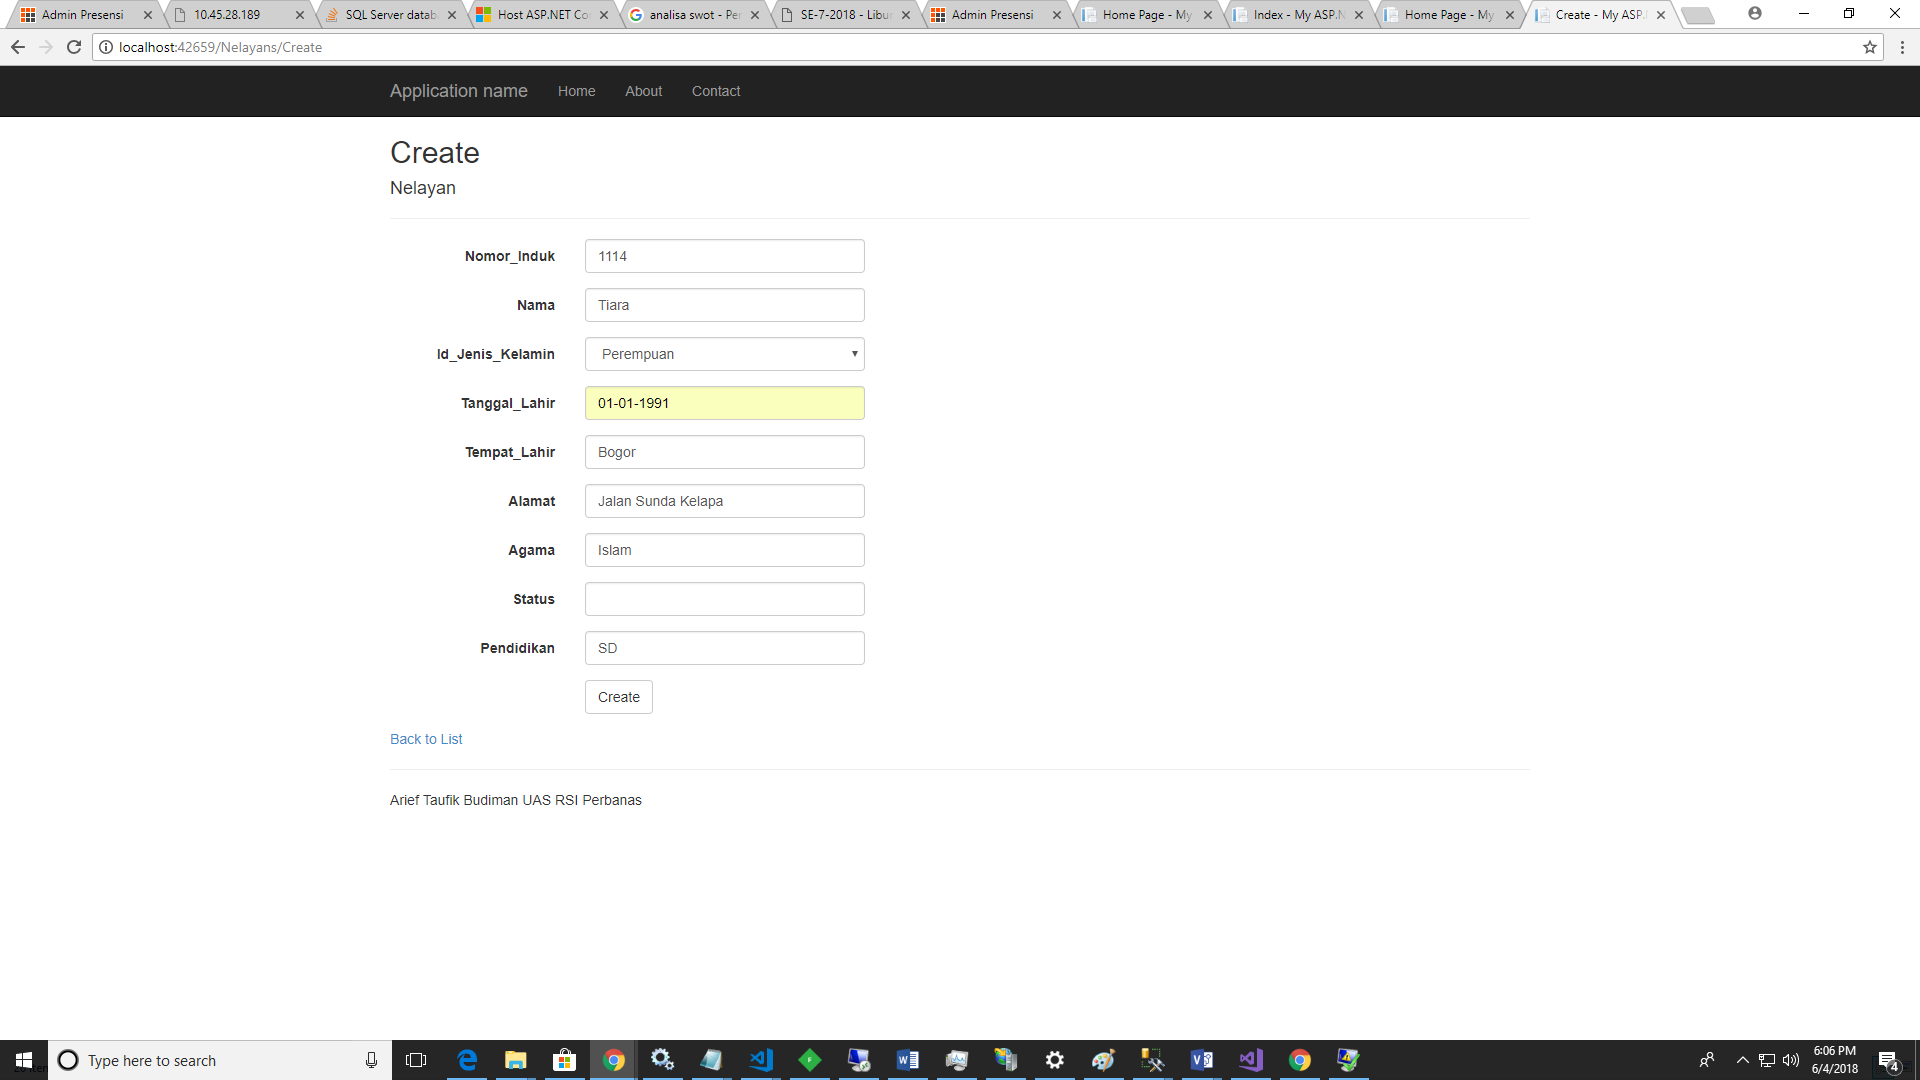 Admin Presensi
10.45.28.189
SQL Server datab
Host ASP.NET Co
analisa swot - Pe
SE-7-2018 - Libu
Admin Presensi
Home Page - My
Index - My ASP.N
Home Page - My
Create - My ASP.
localhost:42659/Nelayans/Create
Application name Home About Contact
Create
Nelayan
Nomor_Induk 1114
Nama Tiara
Id_Jenis_Kelamin Perempuan
Tanggal_Lahir 01-01-1991
Tempat_Lahir Bogor
Alamat Jalan Sunda Kelapa
Agama Islam
Status
Pendidikan SD
Create
Back to List
Arief Taufik Budiman UAS RSI Perbanas
Type here to search
6:06 PM
6/4/2018
4